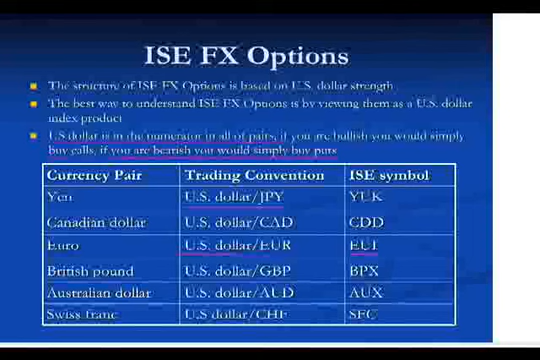 ISE FX Options
The structure of ISE FX Options is based on U.S. dollar strength
The best way to understand ISE FX Options is by viewing them as a U.S. dollar
index product
US dollar is in the numerator in all of pairs, if you are bullish you would simply
buy calls, if you are bearish you would simply buy puts
Currency Pair Trading Convention ISE symbol
Yen U.S. dollar/JPY YUK
Canadian dollar U.S. dollar/CAD CDD
Euro U.S. dollar/EUR EUI
British pound U.S. dollar/GBP BPX
Australian dollar U.S. dollar/AUD AUX
Swiss franc U.S dollar/CHF SFC